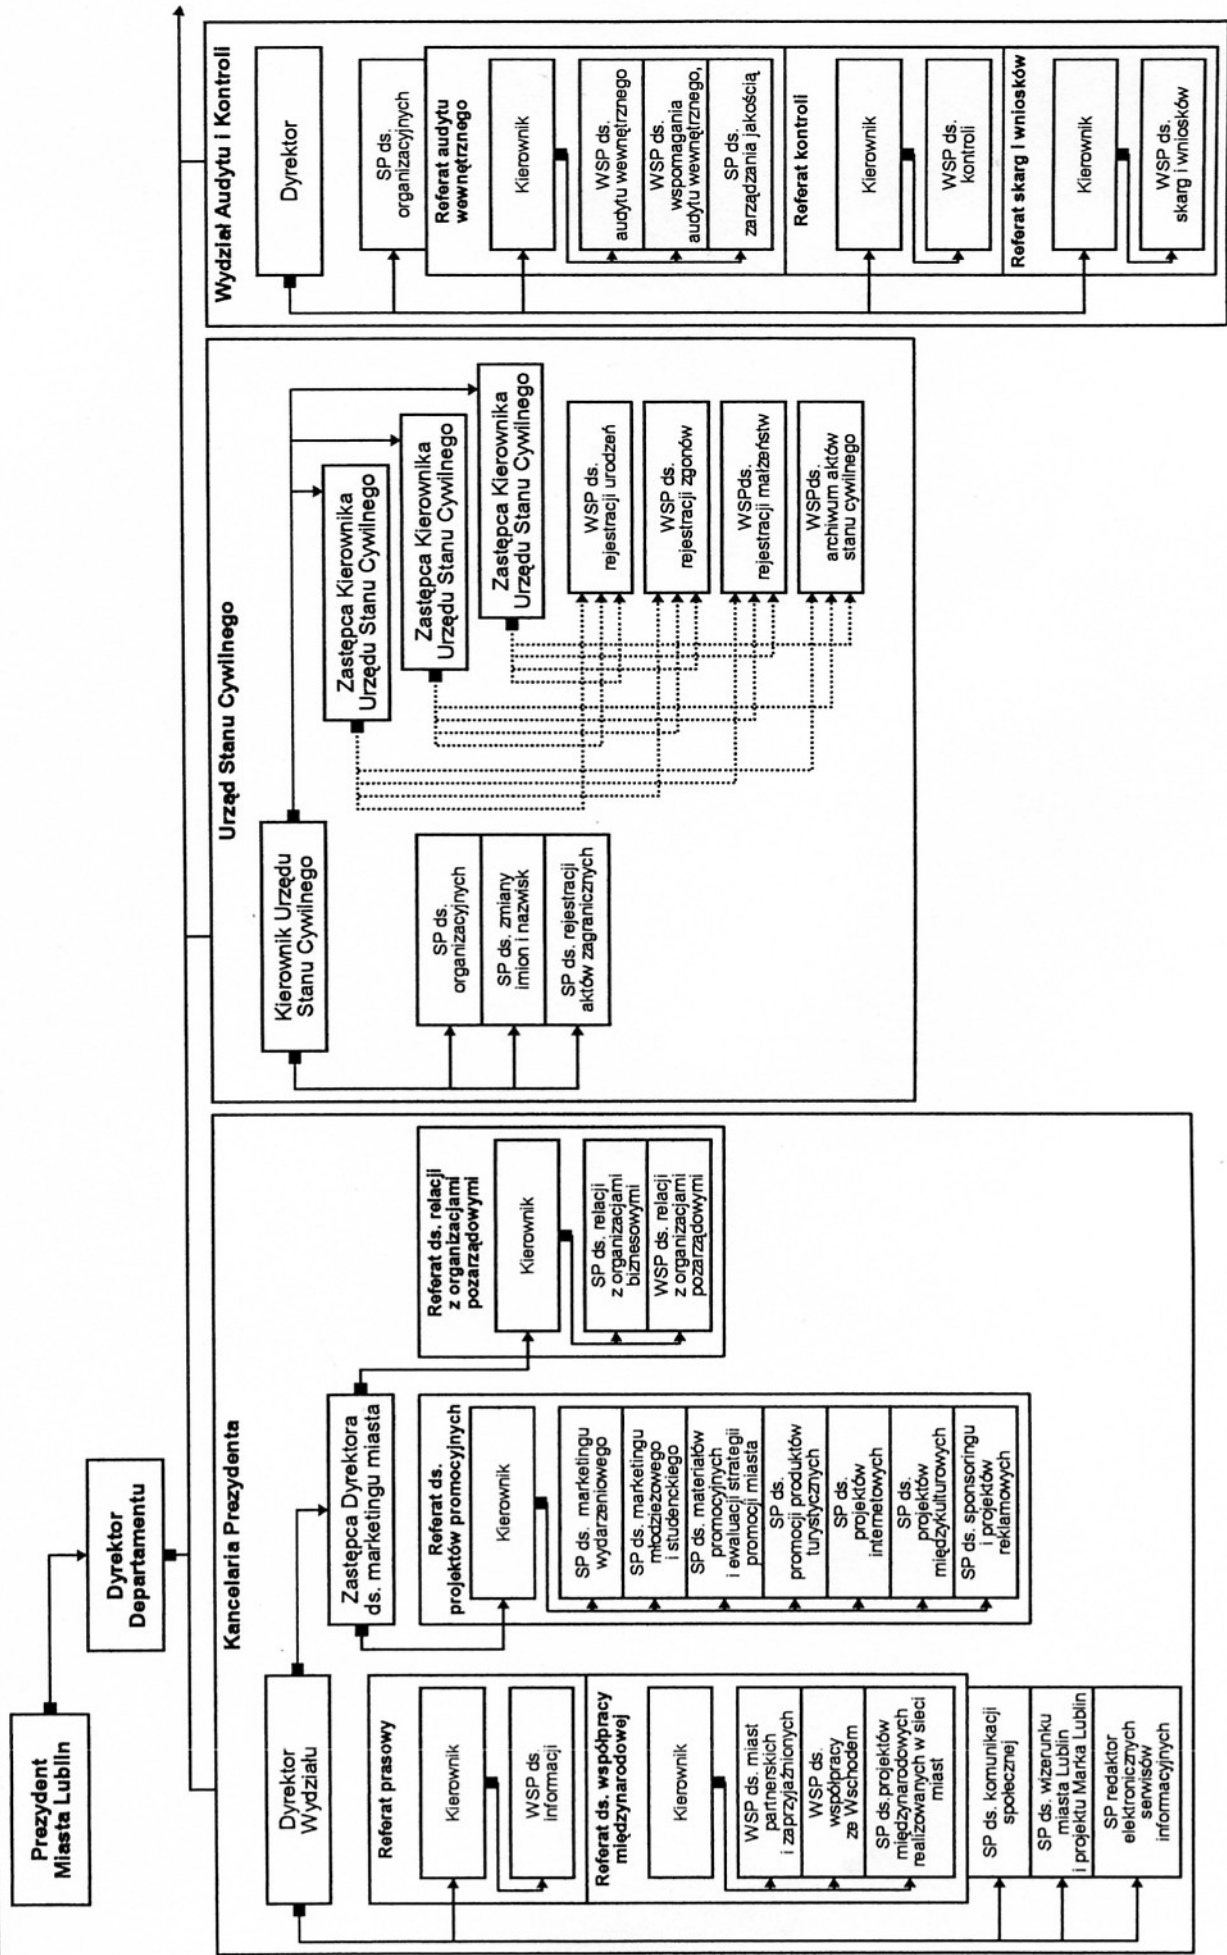 Prezydent
Miasta Lublin
Dyrektor
Departamentu
Kancelaria Prezydenta
Dyrektor
Wydziału
Zastępca Dyrektora
ds. marketingu miasta
Referat prasowy
Kierownik
WSP ds.
informacji
Referat ds. współpracy
międzynarodowej
Kierownik
WSP ds. miast
partnerskich
i zaprzyjaźnionych
WSP ds.
współpracy
ze Wschodem
SP ds.projektów
międzynarodowych
realizowanych w sieci
miast
SP ds. komunikacji
społecznej
SP ds. wizerunku
miasta Lublin
i projektu Marka Lublin
SP redaktor
elektronicznych
serwisów
informacyjnych
Referat ds.
projektów promocyjnych
Kierownik
SP ds. marketingu
wydarzeniowego
SP ds. marketingu
młodzieżowego
i studenckiego
SP ds. materiałów
promocyjnych
i ewaluacji strategii
promocji miasta
SP ds.
promocji produktów
turystycznych
SP ds.
projektów
internetowych
SP ds.
projektów
międzykulturowych
SP ds. sponsoringu
i projektów
reklamowych
Referat ds. relacji
z organizacjami
pozarządowymi
Kierownik
SP ds. relacji
z organizacjami
biznesowymi
WSP ds. relacji
z organizacjami
pozarządowymi
Urząd Stanu Cywilnego
Kierownik Urzędu
Stanu Cywilnego
SP ds.
organizacyjnych
SP ds. zmiany
imion i nazwisk
SP ds. rejestracji
aktów zagranicznych
Zastępca Kierownika
Urzędu Stanu Cywilnego
Zastępca Kierownika
Urzędu Stanu Cywilnego
Zastępca Kierownika
Urzędu Stanu Cywilnego
WSP ds.
rejestracji urodzeń
WSP ds.
rejestracji zgonów
WSPds.
rejestracji małżeństw
WSPds.
archiwum aktów
stanu cywilnego
Wydział Audytu i Kontroli
Dyrektor
SP ds.
organizacyjnych
Referat audytu
wewnętrznego
Kierownik
WSP ds.
audytu wewnętrznego
WSP ds.
wspomagania
audytu wewnętrznego,
SP ds.
zarządzania jakością
Referat kontroli
Kierownik
WSP ds.
kontroli
Referat skarg i wniosków
Kierownik
WSP ds.
skarg i wniosków